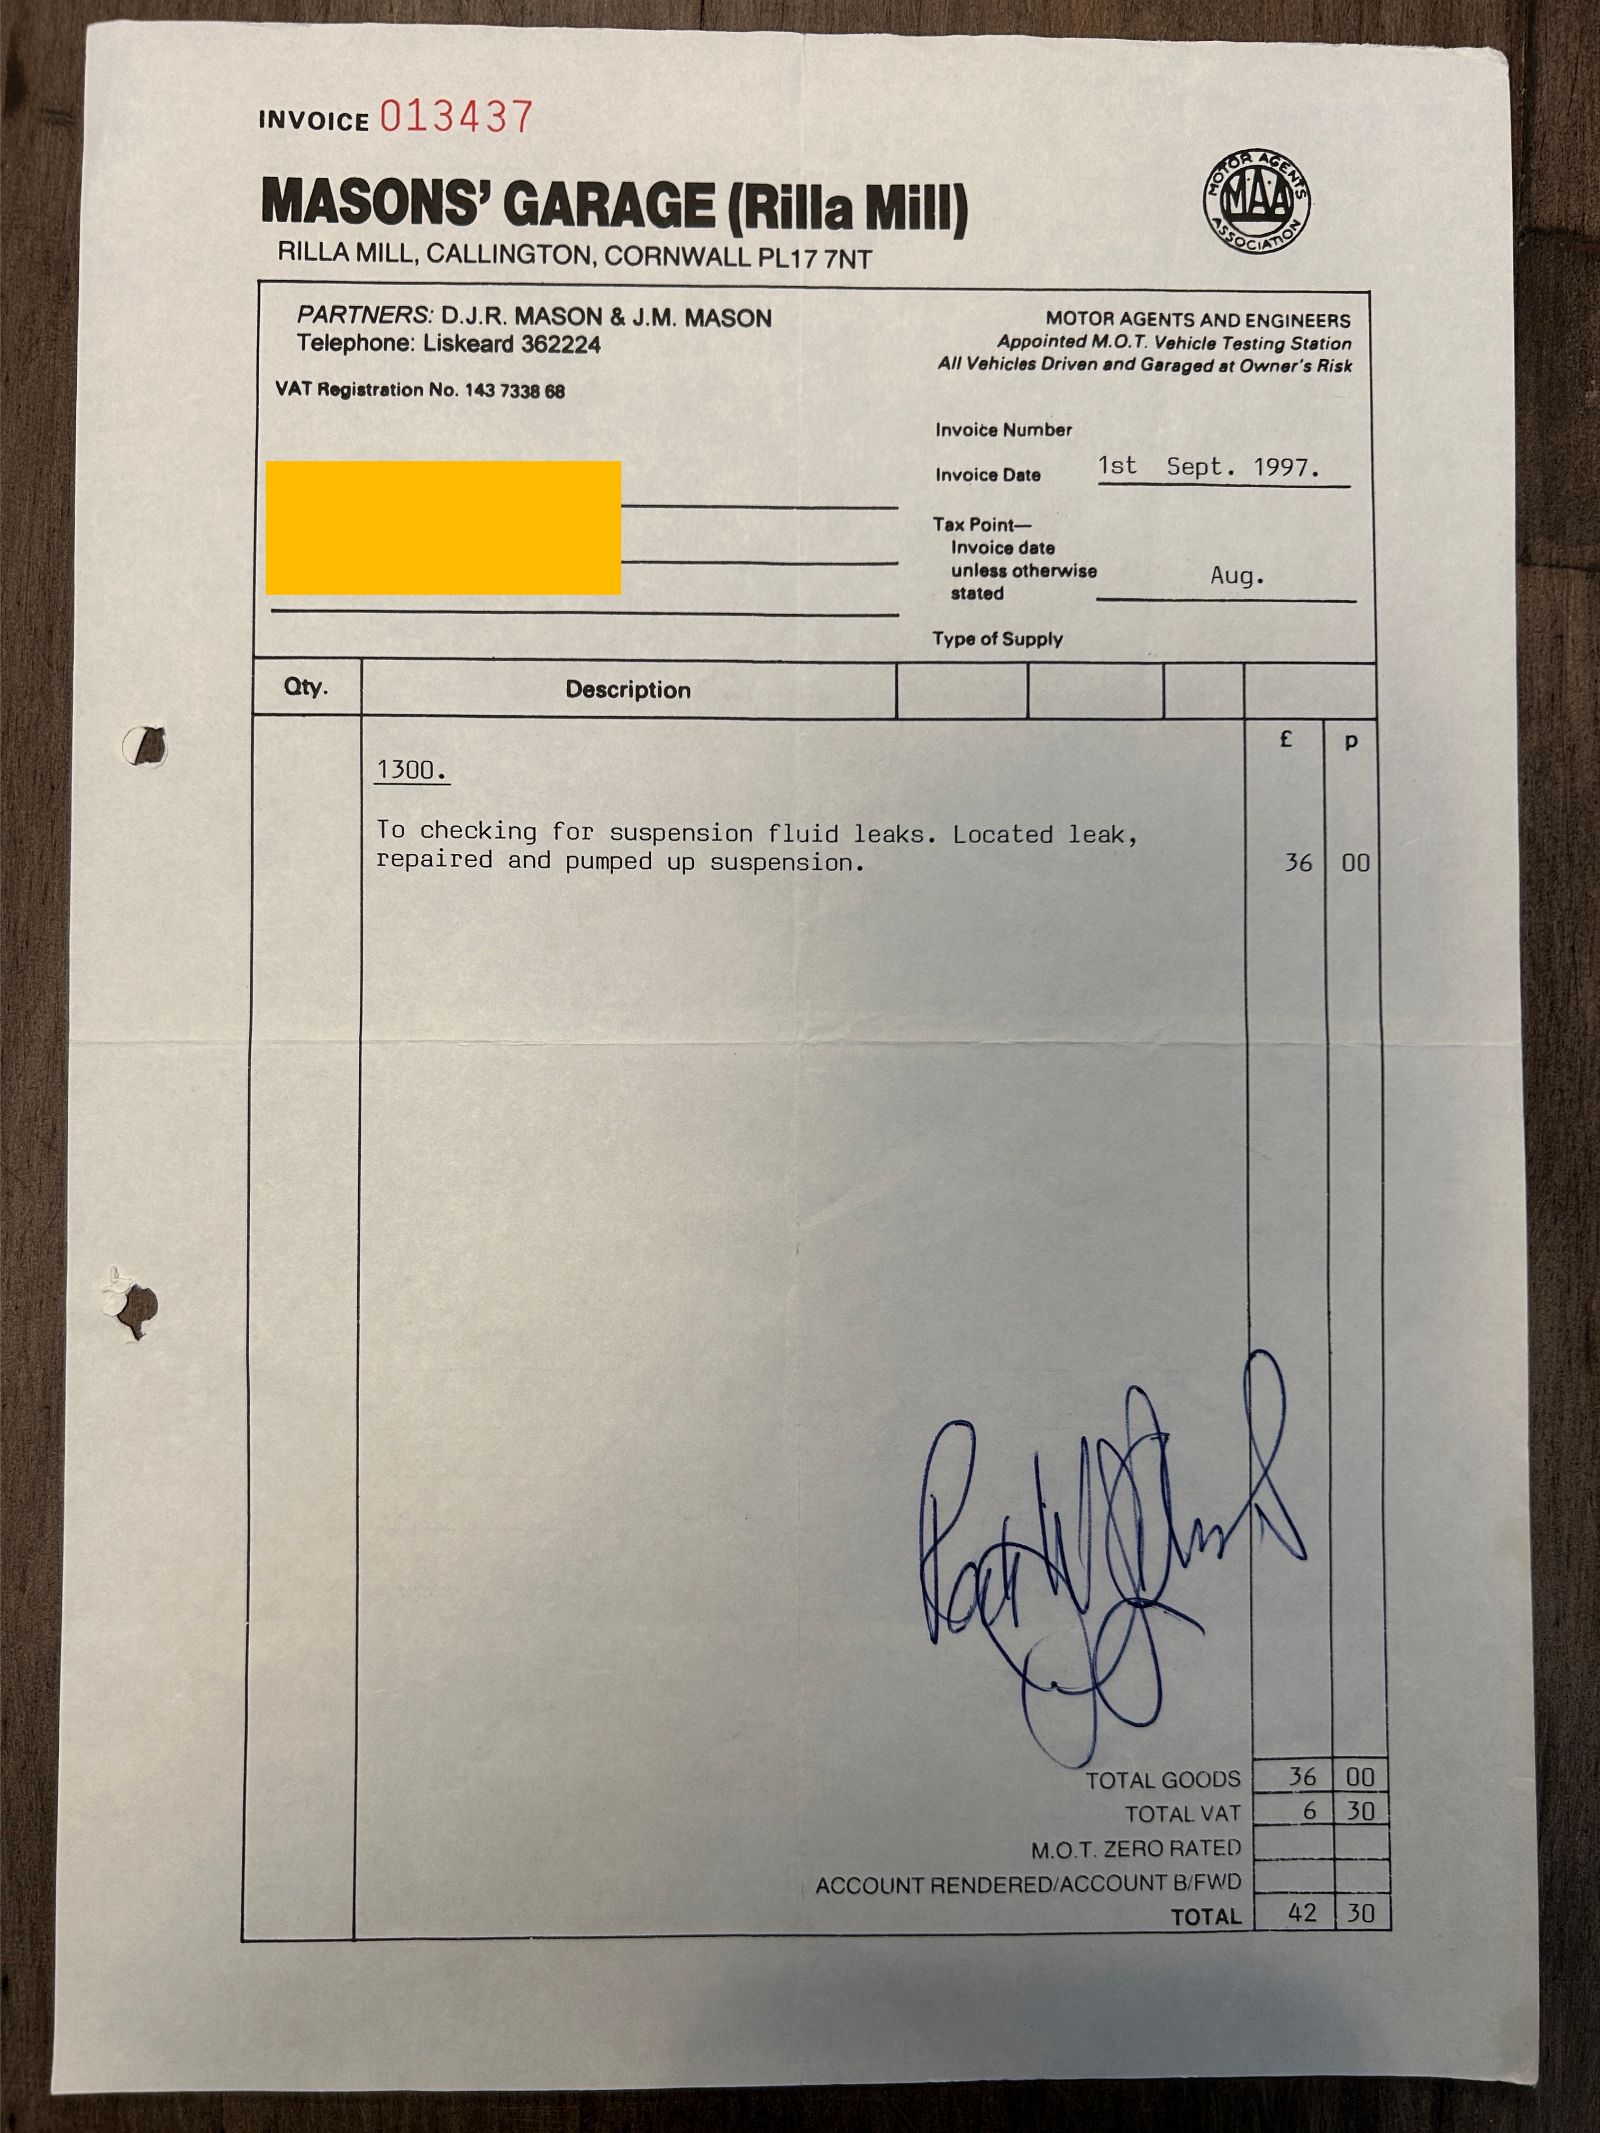 INVOICE 013437
MASONS' GARAGE (Rilla Mill)
RILLA MILL, CALLINGTON, CORNWALL PL17 7NT
MOTOR AGENTS
MAA
ASSOCIATION
PARTNERS: D.J.R. MASON & J.M. MASON
Telephone: Liskeard 362224
VAT Registration No. 143 7338 68
MOTOR AGENTS AND ENGINEERS
Appointed M.O.T. Vehicle Testing Station
All Vehicles Driven and Garaged at Owner's Risk
Invoice Number
Invoice Date 1st Sept. 1997.
Tax Point—
Invoice date
unless otherwise
stated Aug.
Type of Supply
Qty. Description
£ p
1300.
To checking for suspension fluid leaks. Located leak,
repaired and pumped up suspension. 36 00
TOTAL GOODS 36 00
TOTAL VAT 6 30
M.O.T. ZERO RATED
ACCOUNT RENDERED/ACCOUNT B/FWD
TOTAL 42 30